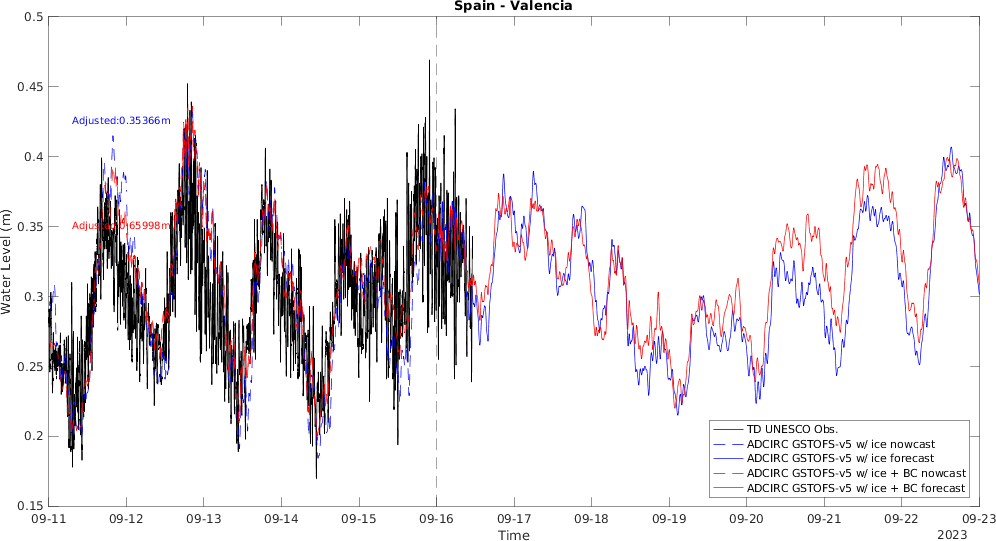 Spain - Valencia
0.5
0.45
0.4
0.35
0.3
0.25
0.2
0.15
Water Level (m)
Adjusted:0.35366m
Adjusted:0.65998m
TD UNESCO Obs.
ADCIRC GSTOFS-v5 w/ ice nowcast
ADCIRC GSTOFS-v5 w/ ice forecast
ADCIRC GSTOFS-v5 w/ ice + BC nowcast
ADCIRC GSTOFS-v5 w/ ice + BC forecast
09-11 09-12 09-13 09-14 09-15 09-16 09-17 09-18 09-19 09-20 09-21 09-22 09-23
Time
2023